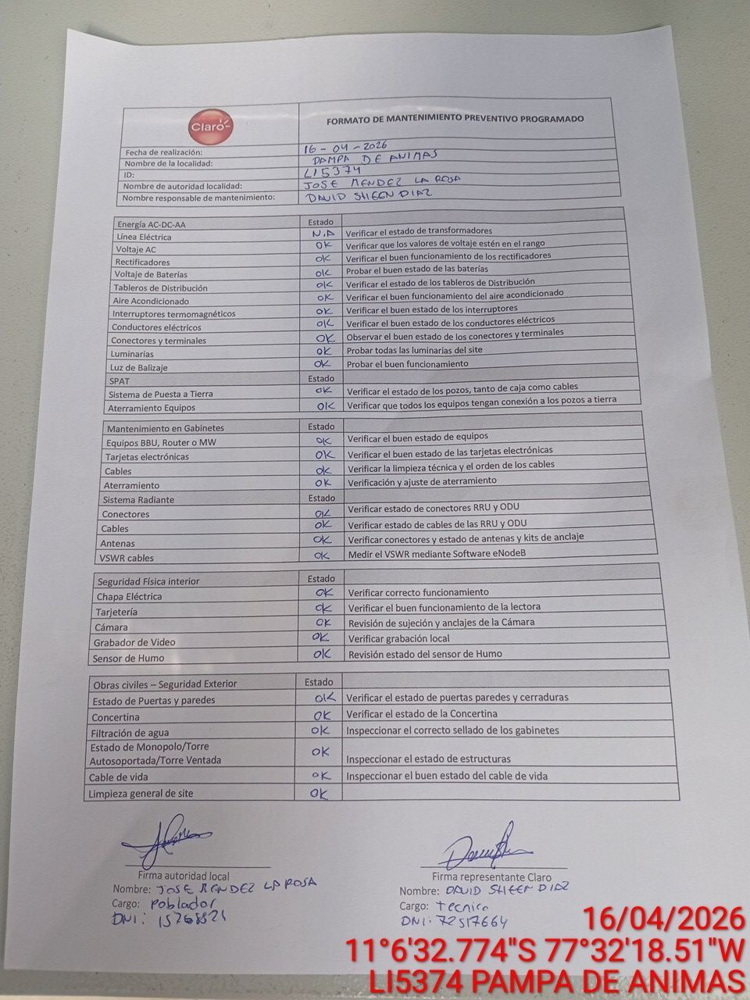 Claro
FORMATO DE MANTENIMIENTO PREVENTIVO PROGRAMADO
Fecha de realización: 16-04-2026
Nombre de la localidad: PAMPA DE ANIMAS
ID: LI5374
Nombre de autoridad localidad: JOSE MENDEZ LA ROSA
Nombre responsable de mantenimiento: DAVID SHEEN DIAZ
Energía AC-DC-AA Estado
Línea Eléctrica N.A Verificar el estado de transformadores
Voltaje AC OK Verificar que los valores de voltaje estén en el rango
Rectificadores OK Verificar el buen funcionamiento de los rectificadores
Voltaje de Baterías OK Probar el buen estado de las baterías
Tableros de Distribución OK Verificar el estado de los tableros de Distribución
Aire Acondicionado OK Verificar el buen funcionamiento del aire acondicionado
Interruptores termomagnéticos OK Verificar el buen estado de los interruptores
Conductores eléctricos OK Verificar el buen estado de los conductores eléctricos
Conectores y terminales OK Observar el buen estado de los conectores y terminales
Luminarias OK Probar todas las luminarias del site
Luz de Balizaje OK Probar el buen funcionamiento
SPAT Estado
Sistema de Puesta a Tierra OK Verificar el estado de los pozos, tanto de caja como cables
Aterramiento Equipos OK Verificar que todos los equipos tengan conexión a los pozos a tierra
Mantenimiento en Gabinetes Estado
Equipos BBU, Router o MW OK Verificar el buen estado de equipos
Tarjetas electrónicas OK Verificar el buen estado de las tarjetas electrónicas
Cables OK Verificar la limpieza técnica y el orden de los cables
Aterramiento OK Verificación y ajuste de aterramiento
Sistema Radiante Estado
Conectores OK Verificar estado de conectores RRU y ODU
Cables OK Verificar estado de cables de las RRU y ODU
Antenas OK Verificar conectores y estado de antenas y kits de anclaje
VSWR cables OK Medir el VSWR mediante Software eNodeB
Seguridad Física interior Estado
Chapa Eléctrica OK Verificar correcto funcionamiento
Tarjetería OK Verificar el buen funcionamiento de la lectora
Cámara OK Revisión de sujeción y anclajes de la Cámara
Grabador de Video OK Verificar grabación local
Sensor de Humo OK Revisión estado del sensor de Humo
Obras civiles – Seguridad Exterior Estado
Estado de Puertas y paredes OK Verificar el estado de puertas paredes y cerraduras
Concertina OK Verificar el estado de la Concertina
Filtración de agua OK Inspeccionar el correcto sellado de los gabinetes
Estado de Monopolo/Torre
Autosoportada/Torre Ventada OK Inspeccionar el estado de estructuras
Cable de vida OK Inspeccionar el buen estado del cable de vida
Limpieza general de site OK
Firma autoridad local Firma representante Claro
Nombre: JOSE MENDEZ LA ROSA Nombre: DAVID SHEEN DIAZ
Cargo: Poblador Cargo: Tecnico
DNI: 15768521 DNI: 72517664
16/04/2026
11°6'32.774"S 77°32'18.51"W
LI5374 PAMPA DE ANIMAS